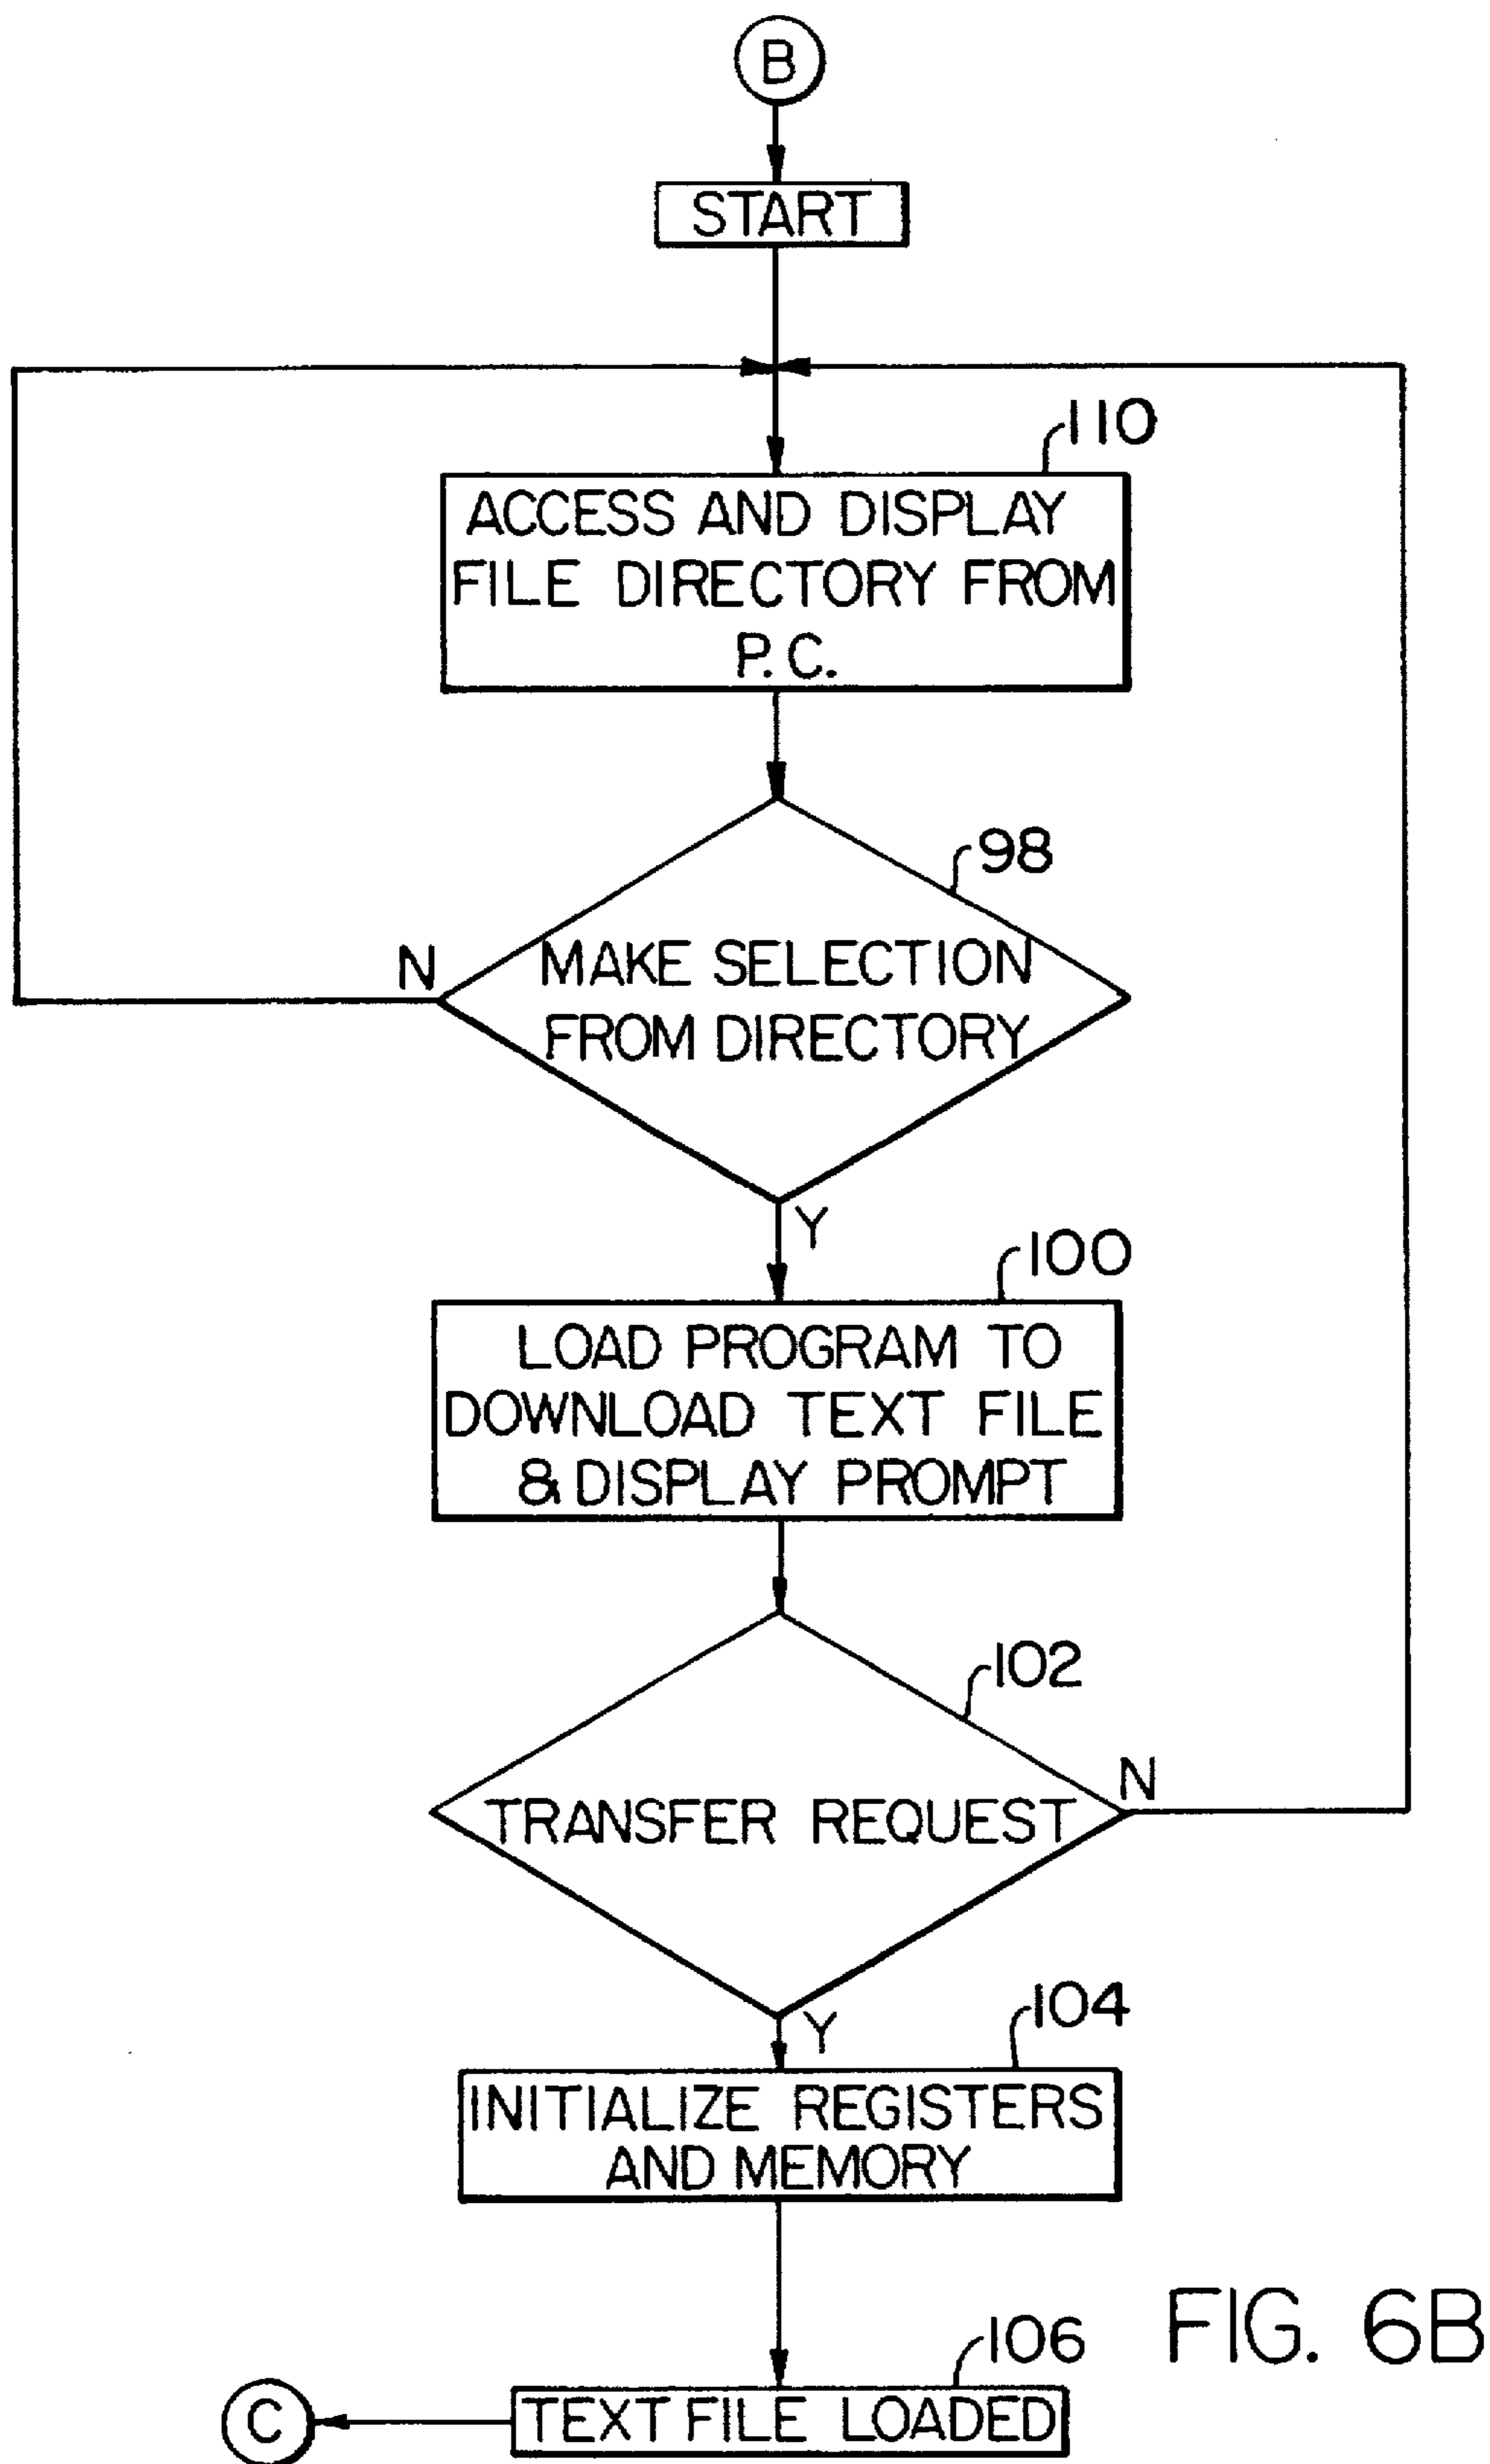 B
START
110
ACCESS AND DISPLAY
FILE DIRECTORY FROM
P.C.
98
N
MAKE SELECTION
FROM DIRECTORY
Y
100
LOAD PROGRAM TO
DOWNLOAD TEXT FILE
& DISPLAY PROMPT
102
N
TRANSFER REQUEST
Y
104
INITIALIZE REGISTERS
AND MEMORY
106
FIG. 6B
C
TEXT FILE LOADED